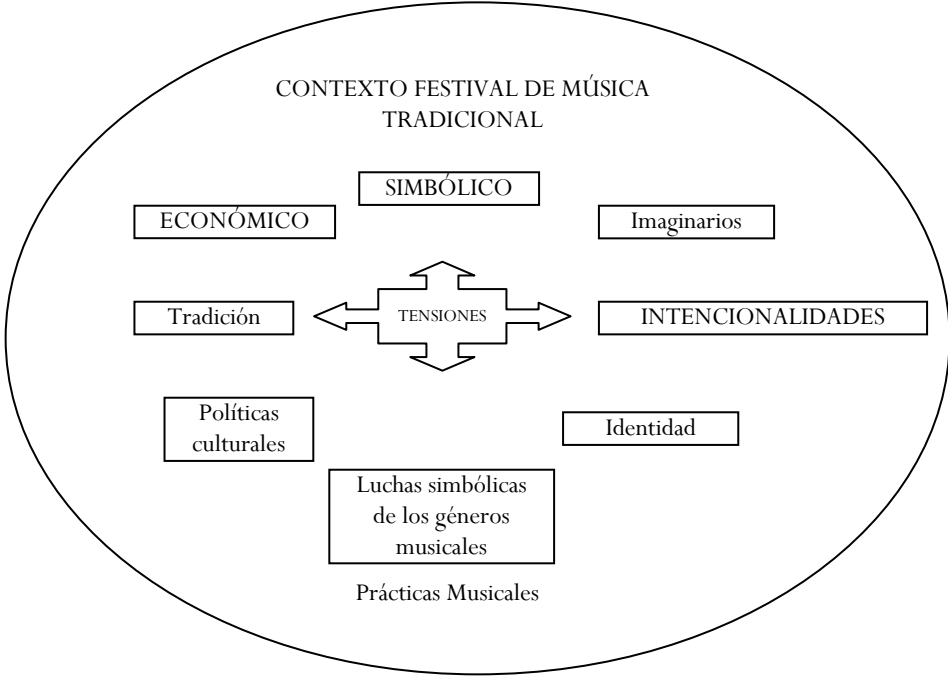 CONTEXTO FESTIVAL DE MÚSICA
TRADICIONAL
SIMBÓLICO
ECONÓMICO
Imaginarios
Tradición
TENSIONES
INTENCIONALIDADES
Políticas
culturales
Identidad
Luchas simbólicas
de los géneros
musicales
Prácticas Musicales